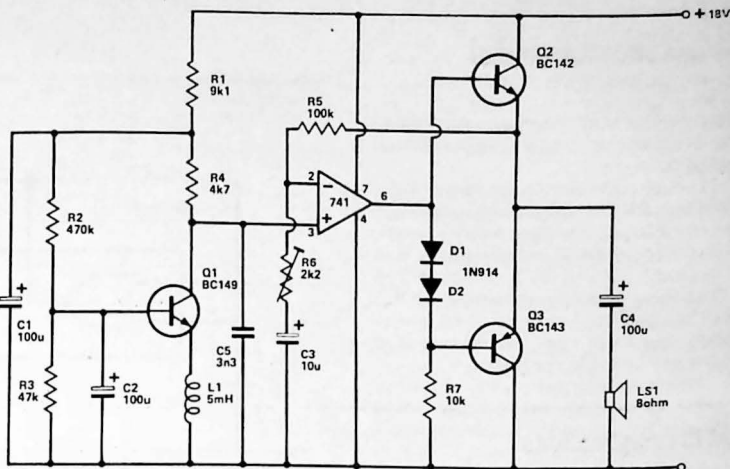 + 18V
Q2
BC142
R1
9k1
R5
100k
R4
4k7
2
7
741
6
3
4
R2
470k
D1
1N914
D2
R6
2k2
Q1
BC149
Q3
BC143
C1
100u
C5
3n3
C3
10u
C4
100u
R3
47k
C2
100u
L1
5mH
R7
10k
LS1
8ohm